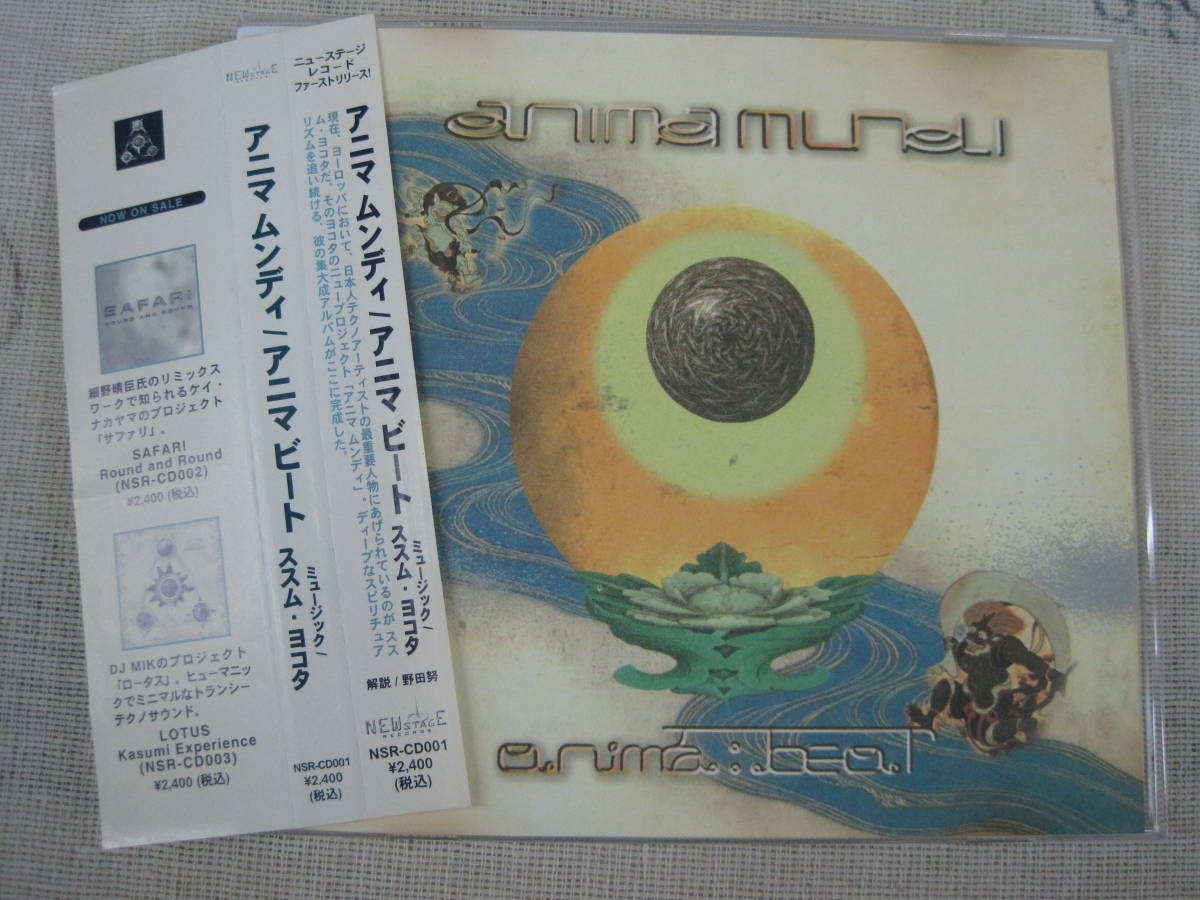 NEWSTAGE
RECORDS
NOW ON SALE
SAFARI
ROUND AND ROUND
細野晴臣氏のリミックス
ワークで知られるケイ・
ナカヤマのプロジェクト
「サファリ」。
SAFARI
Round and Round
(NSR-CD002)
¥2,400 (税込)
DJ MIKのプロジェクト
「ロータス」。ヒューマニッ
クでミニマルなトランシー
テクノサウンド。
LOTUS
Kasumi Experience
(NSR-CD003)
¥2,400 (税込)
アニマ ムンディ/アニマ ビート
ミュージック/
ススム・ヨコタ
NSR-CD001
¥2,400
(税込)
ニューステージ
レコード
ファーストリリース!
アニマ ムンディ/アニマ ビート
ミュージック/
ススム・ヨコタ
現在、ヨーロッパにおいて、日本人テクノアーティストの最重要人物にあげられているのが スス
ム・ヨコタだ。そのヨコタのニュープロジェクト「アニマ ムンディ」。ディープなスピリチュア
リズムを追い続ける、彼の集大成アルバムがここに完成した。
解説/野田努
NEWSTAGE
RECORDS
NSR-CD001
¥2,400
(税込)
anima mundi
anima:beat